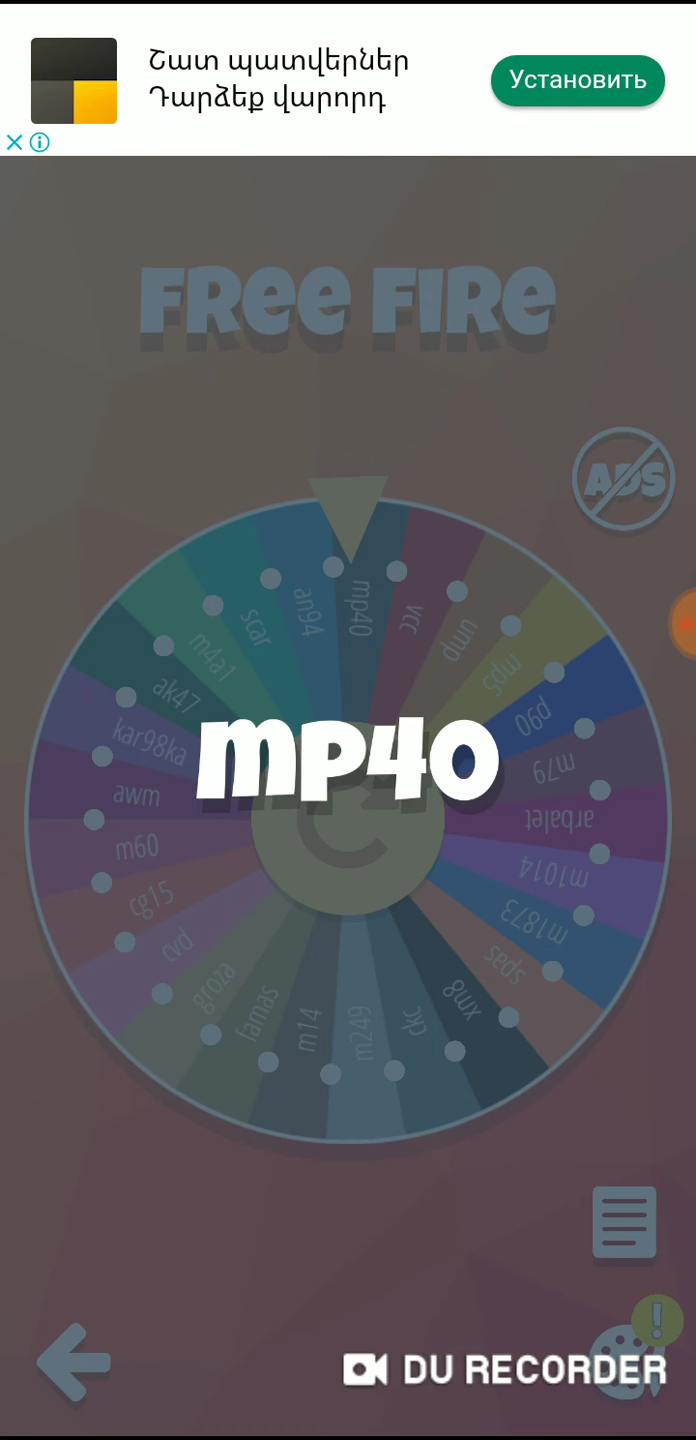 Շատ պատվերներ
Դարձեք վարորդ
Установить
FRee FIRe
ADS
mp40
vcc
ump
mp5
p90
m79
arbalet
m1014
m1873
spas
xm8
скс
m249
m14
famas
groza
cvd
cg15
m60
awm
kar98ka
ak47
m4a1
scar
an94
mp40
DU RECORDER